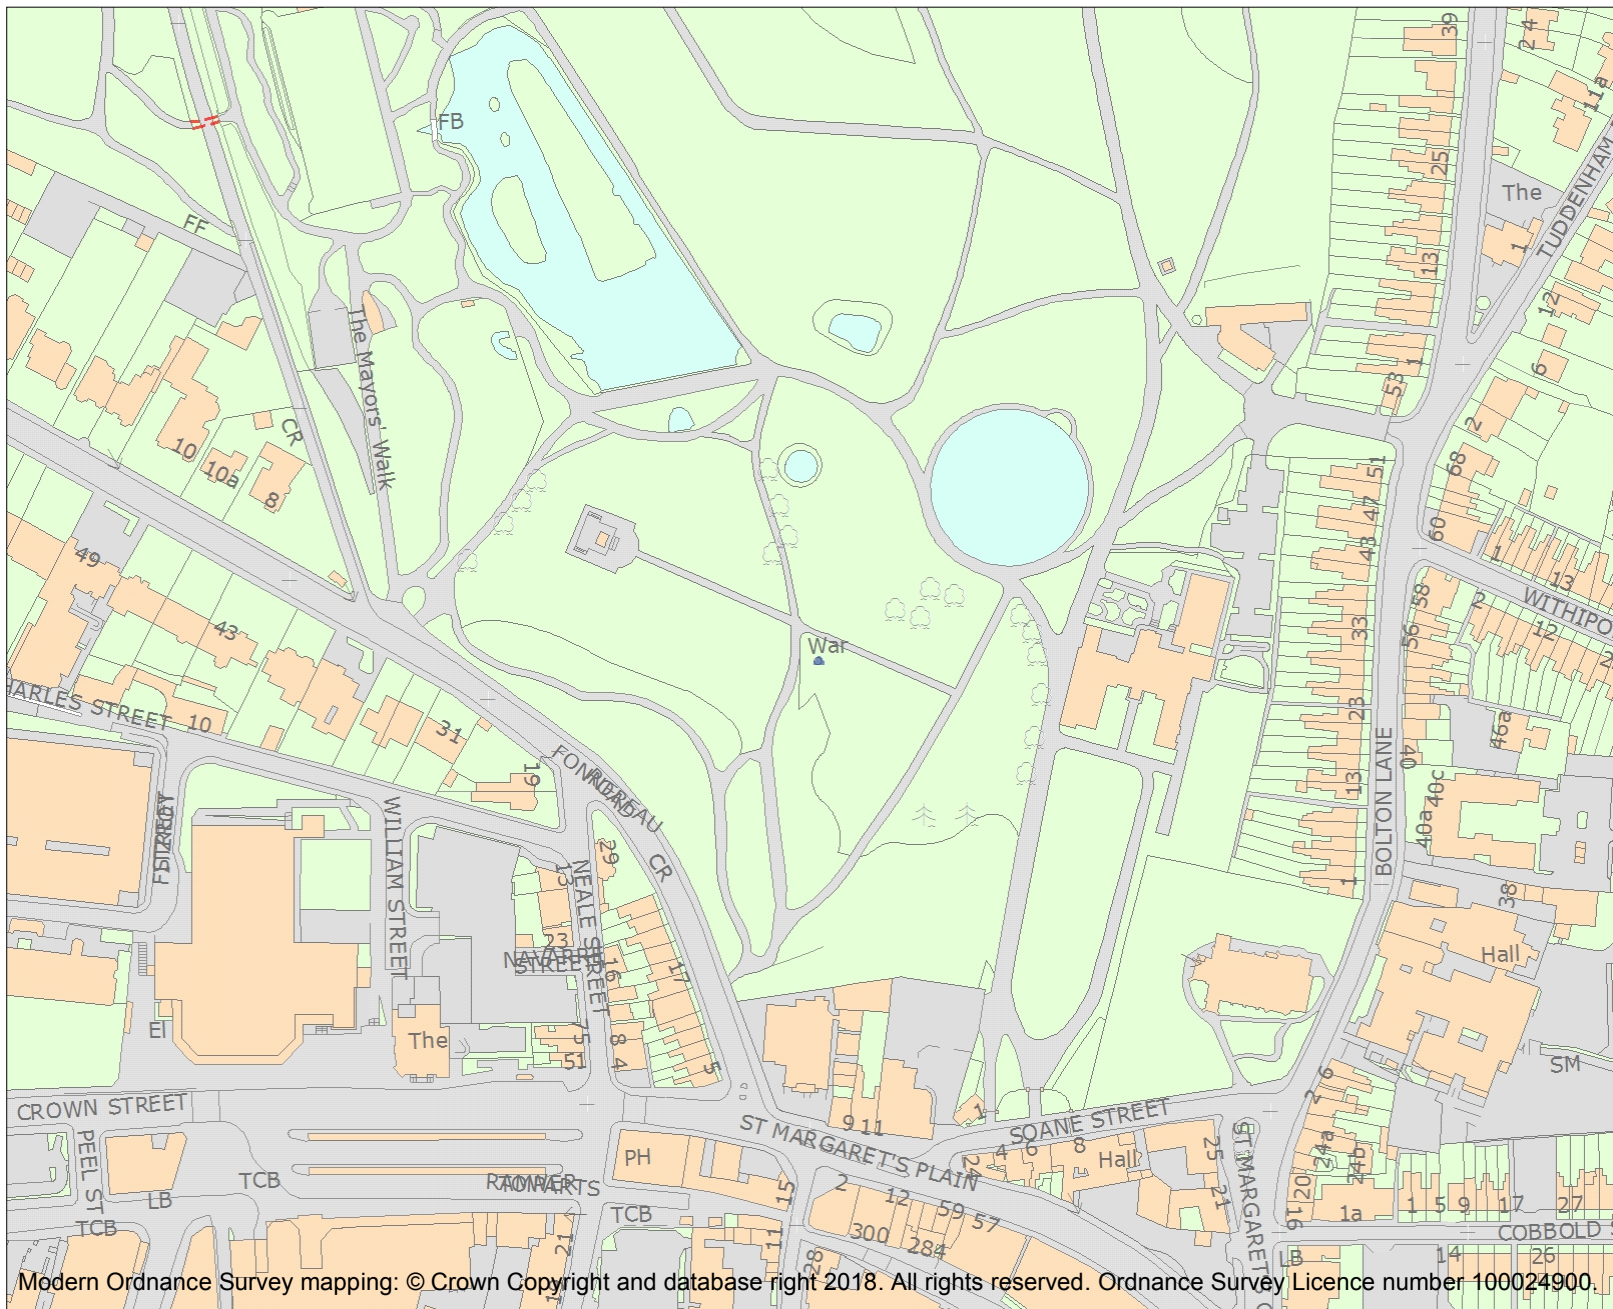 39
24
11a
FB
25
The
TUDDENHAM
1
FF
13
12
The Mayors' Walk
1
6
53
2
CR
10
10a
8
51
68
47
60
43
49
1
13
58
2
WITHIPO
12
2
43
33
56
War
HARLES STREET
10
23
31
46a
40
FONNEREAU
ROAD
19
BOLTON LANE
13
40c
40a
WILLIAM STREET
FITZROY
STREET
29
CR
13
NEALE STREET
1
38
23
NAVARRE
STREET
16
17
Hall
El
The
75
8
51
4
5
SM
6
2
CROWN STREET
1
9
11
SOANE STREET
ST MARGARET'S PLAIN
PEEL ST
PH
4
6
8
Hall
25
24
24a
24b
ST MARGARET'S G
TCB
LB
RAMPARTS
TOWER
15
2
12
59
57
21
20
16
1a
1
5
9
17
27
TCB
TCB
11
300
284
21
28
LB
COBBOLD S
14
26
Modern Ordnance Survey mapping: © Crown Copyright and database right 2018. All rights reserved. Ordnance Survey Licence number 100024900.